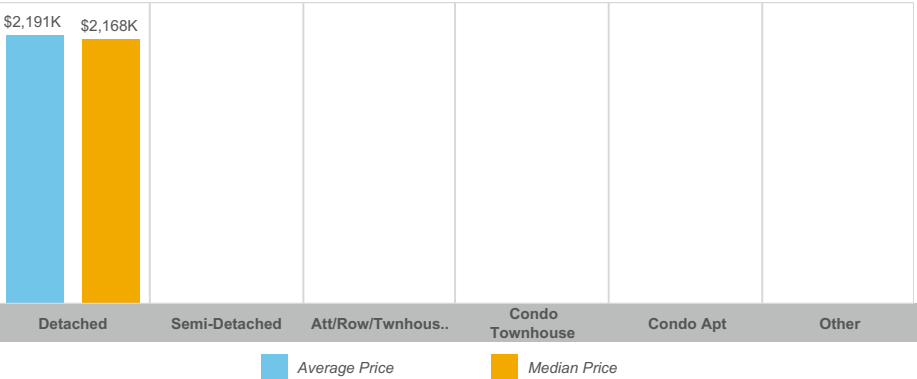 $2,191K
$2,168K
Detached
Semi-Detached
Att/Row/Twnhous..
Condo
Townhouse
Condo Apt
Other
Average Price
Median Price